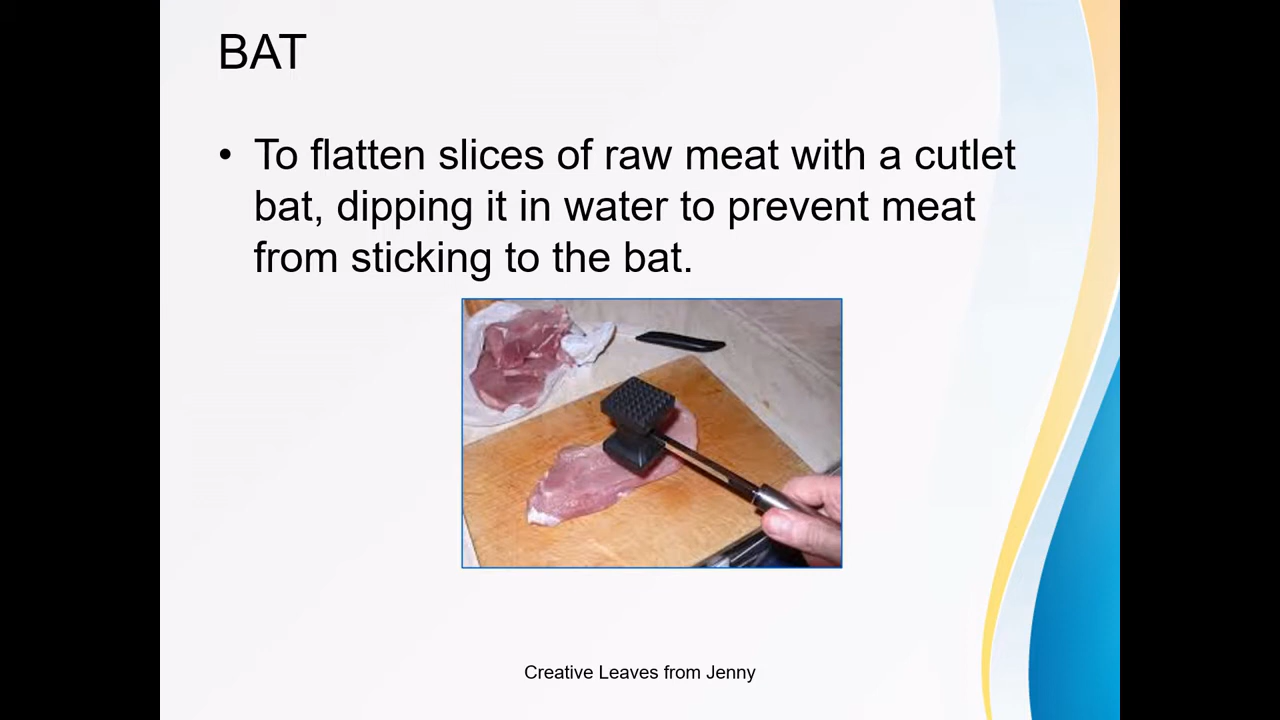 BAT
• To flatten slices of raw meat with a cutlet
bat, dipping it in water to prevent meat
from sticking to the bat.
Creative Leaves from Jenny